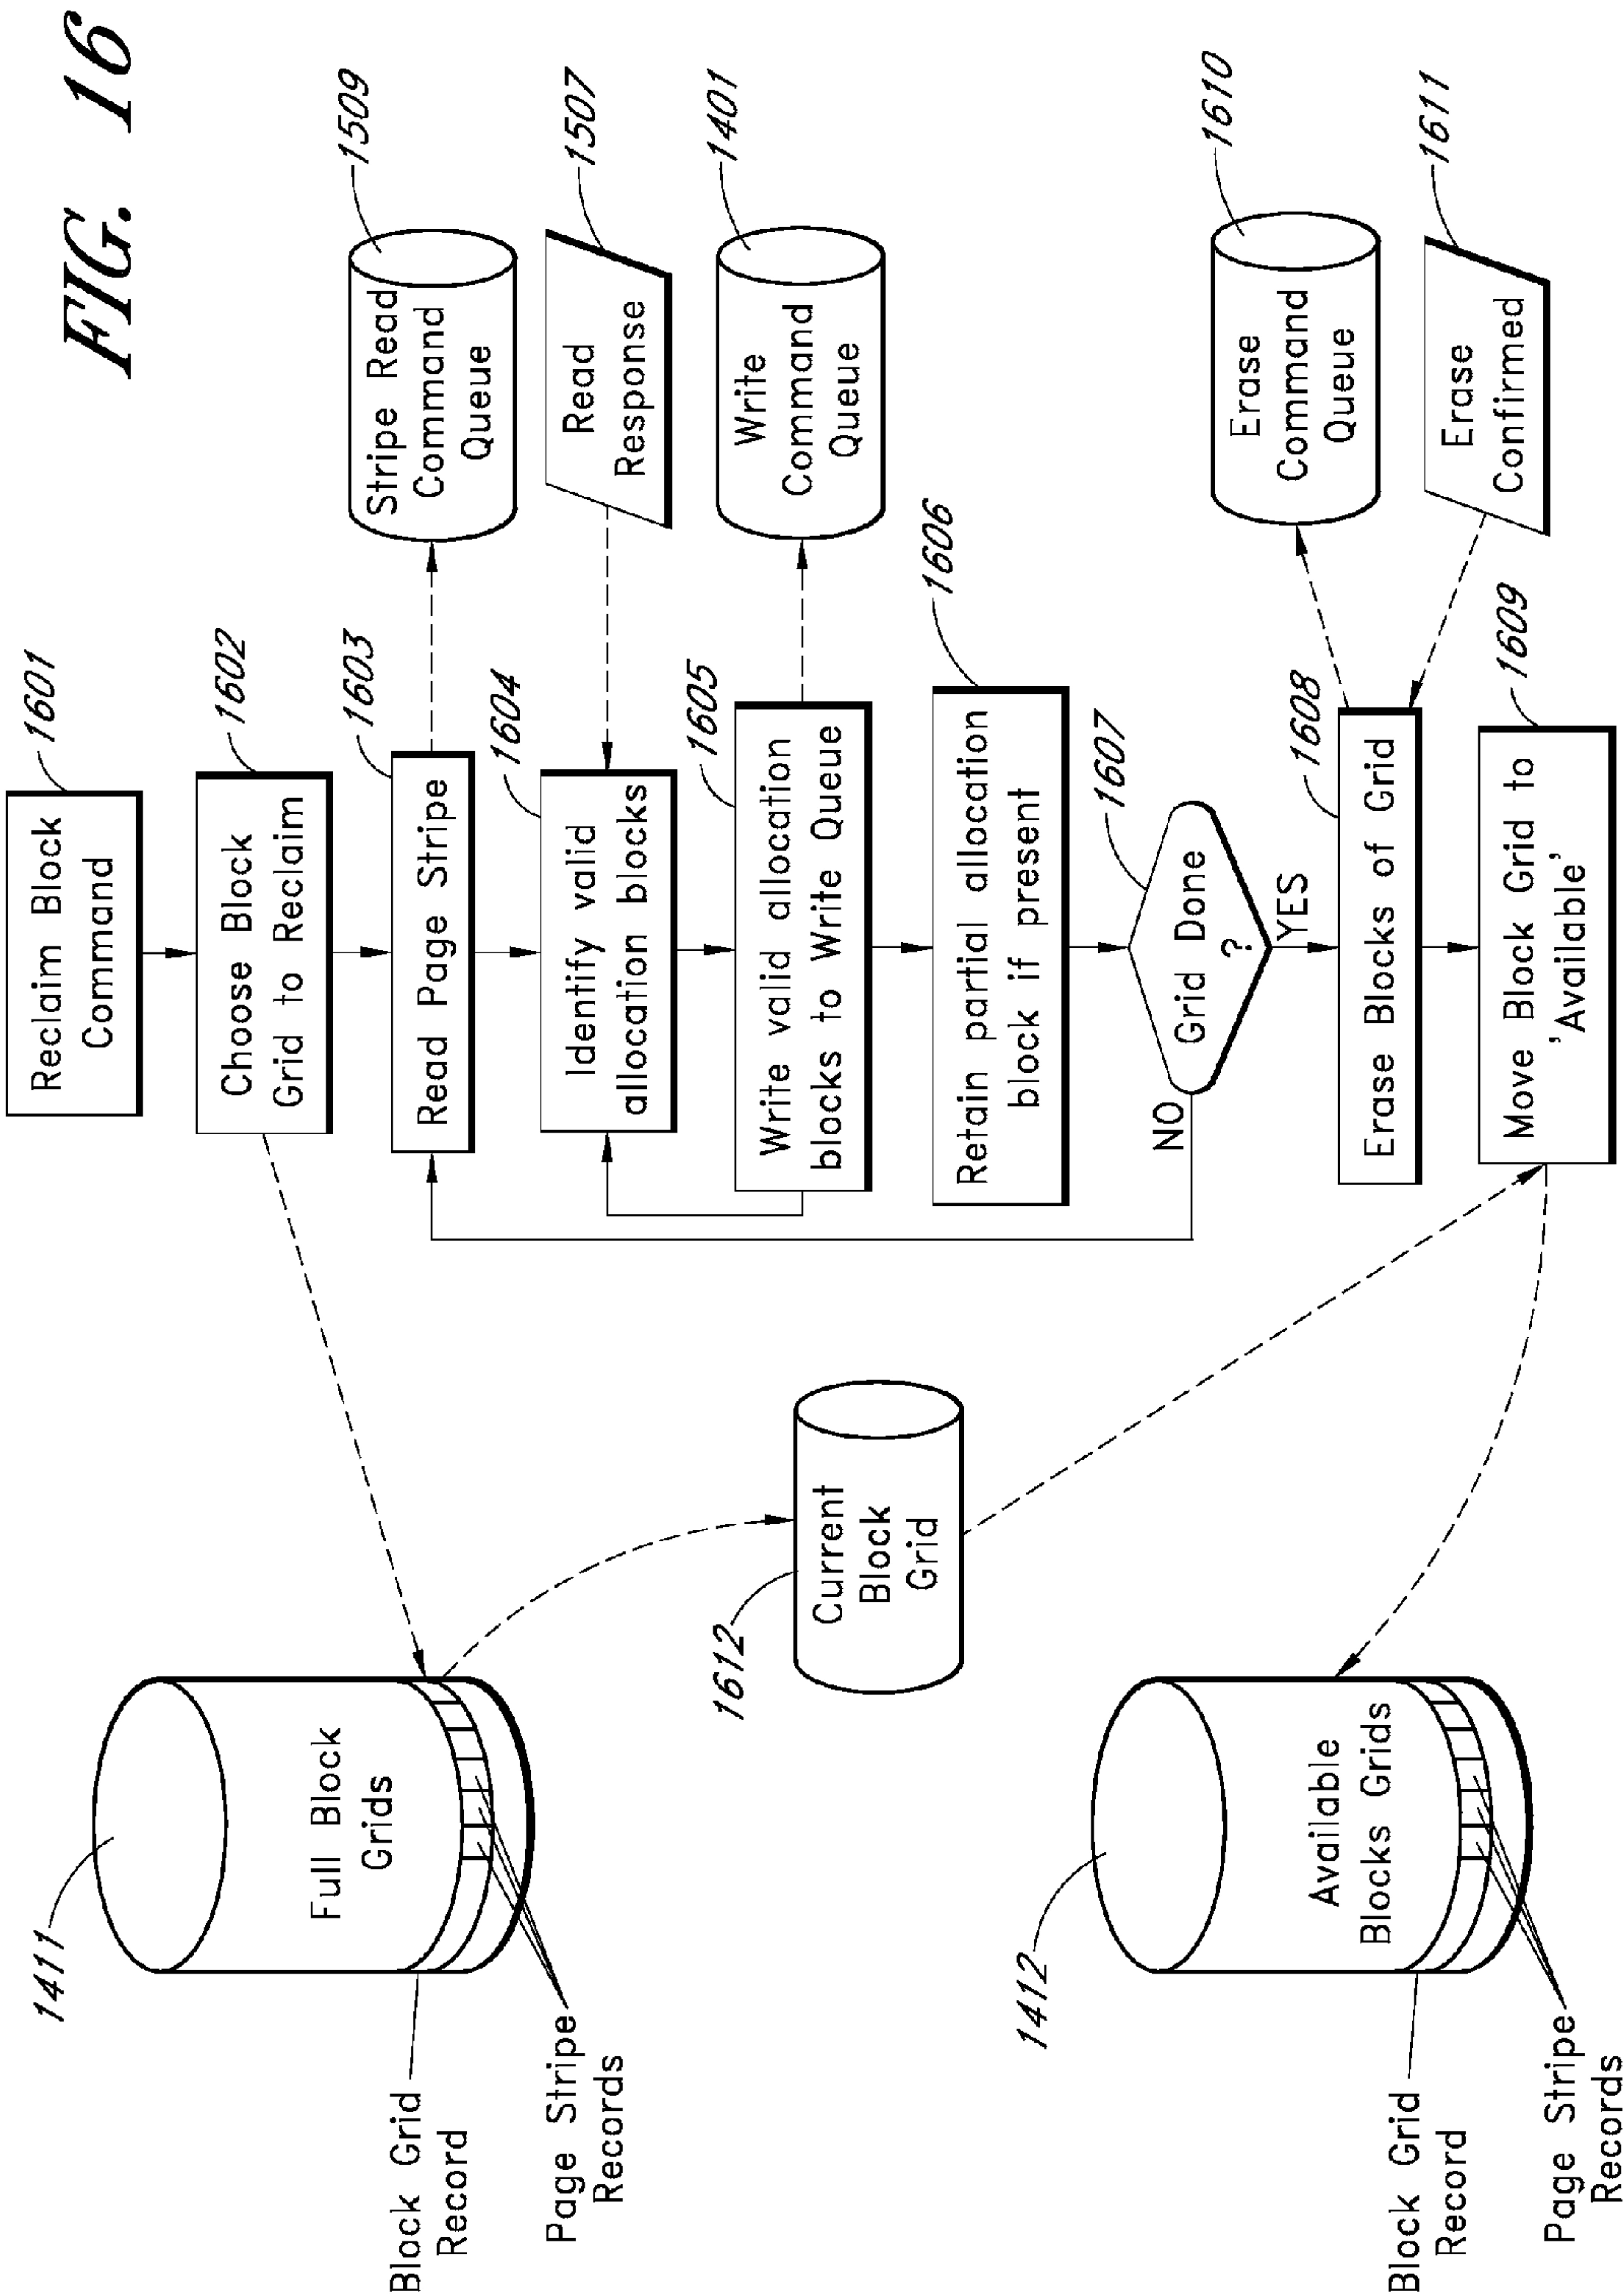 FIG. 16
1601
Reclaim Block
Command
1602
Choose Block
Grid to Reclaim
1603
Read Page Stripe
1509
Stripe Read
Command
Queue
1604
Identify valid
allocation blocks
1507
Read
Response
1605
Write valid allocation
blocks to Write Queue
1401
Write
Command
Queue
1606
Retain partial allocation
block if present
1607
Grid Done
?
NO
YES
1608
Erase Blocks of Grid
1610
Erase
Command
Queue
1611
Erase
Confirmed
1609
Move Block Grid to
'Available'
1411
Full Block
Grids
Block Grid
Record
Page Stripe
Records
1612
Current
Block
Grid
1412
Available
Blocks Grids
Block Grid
Record
Page Stripe
Records